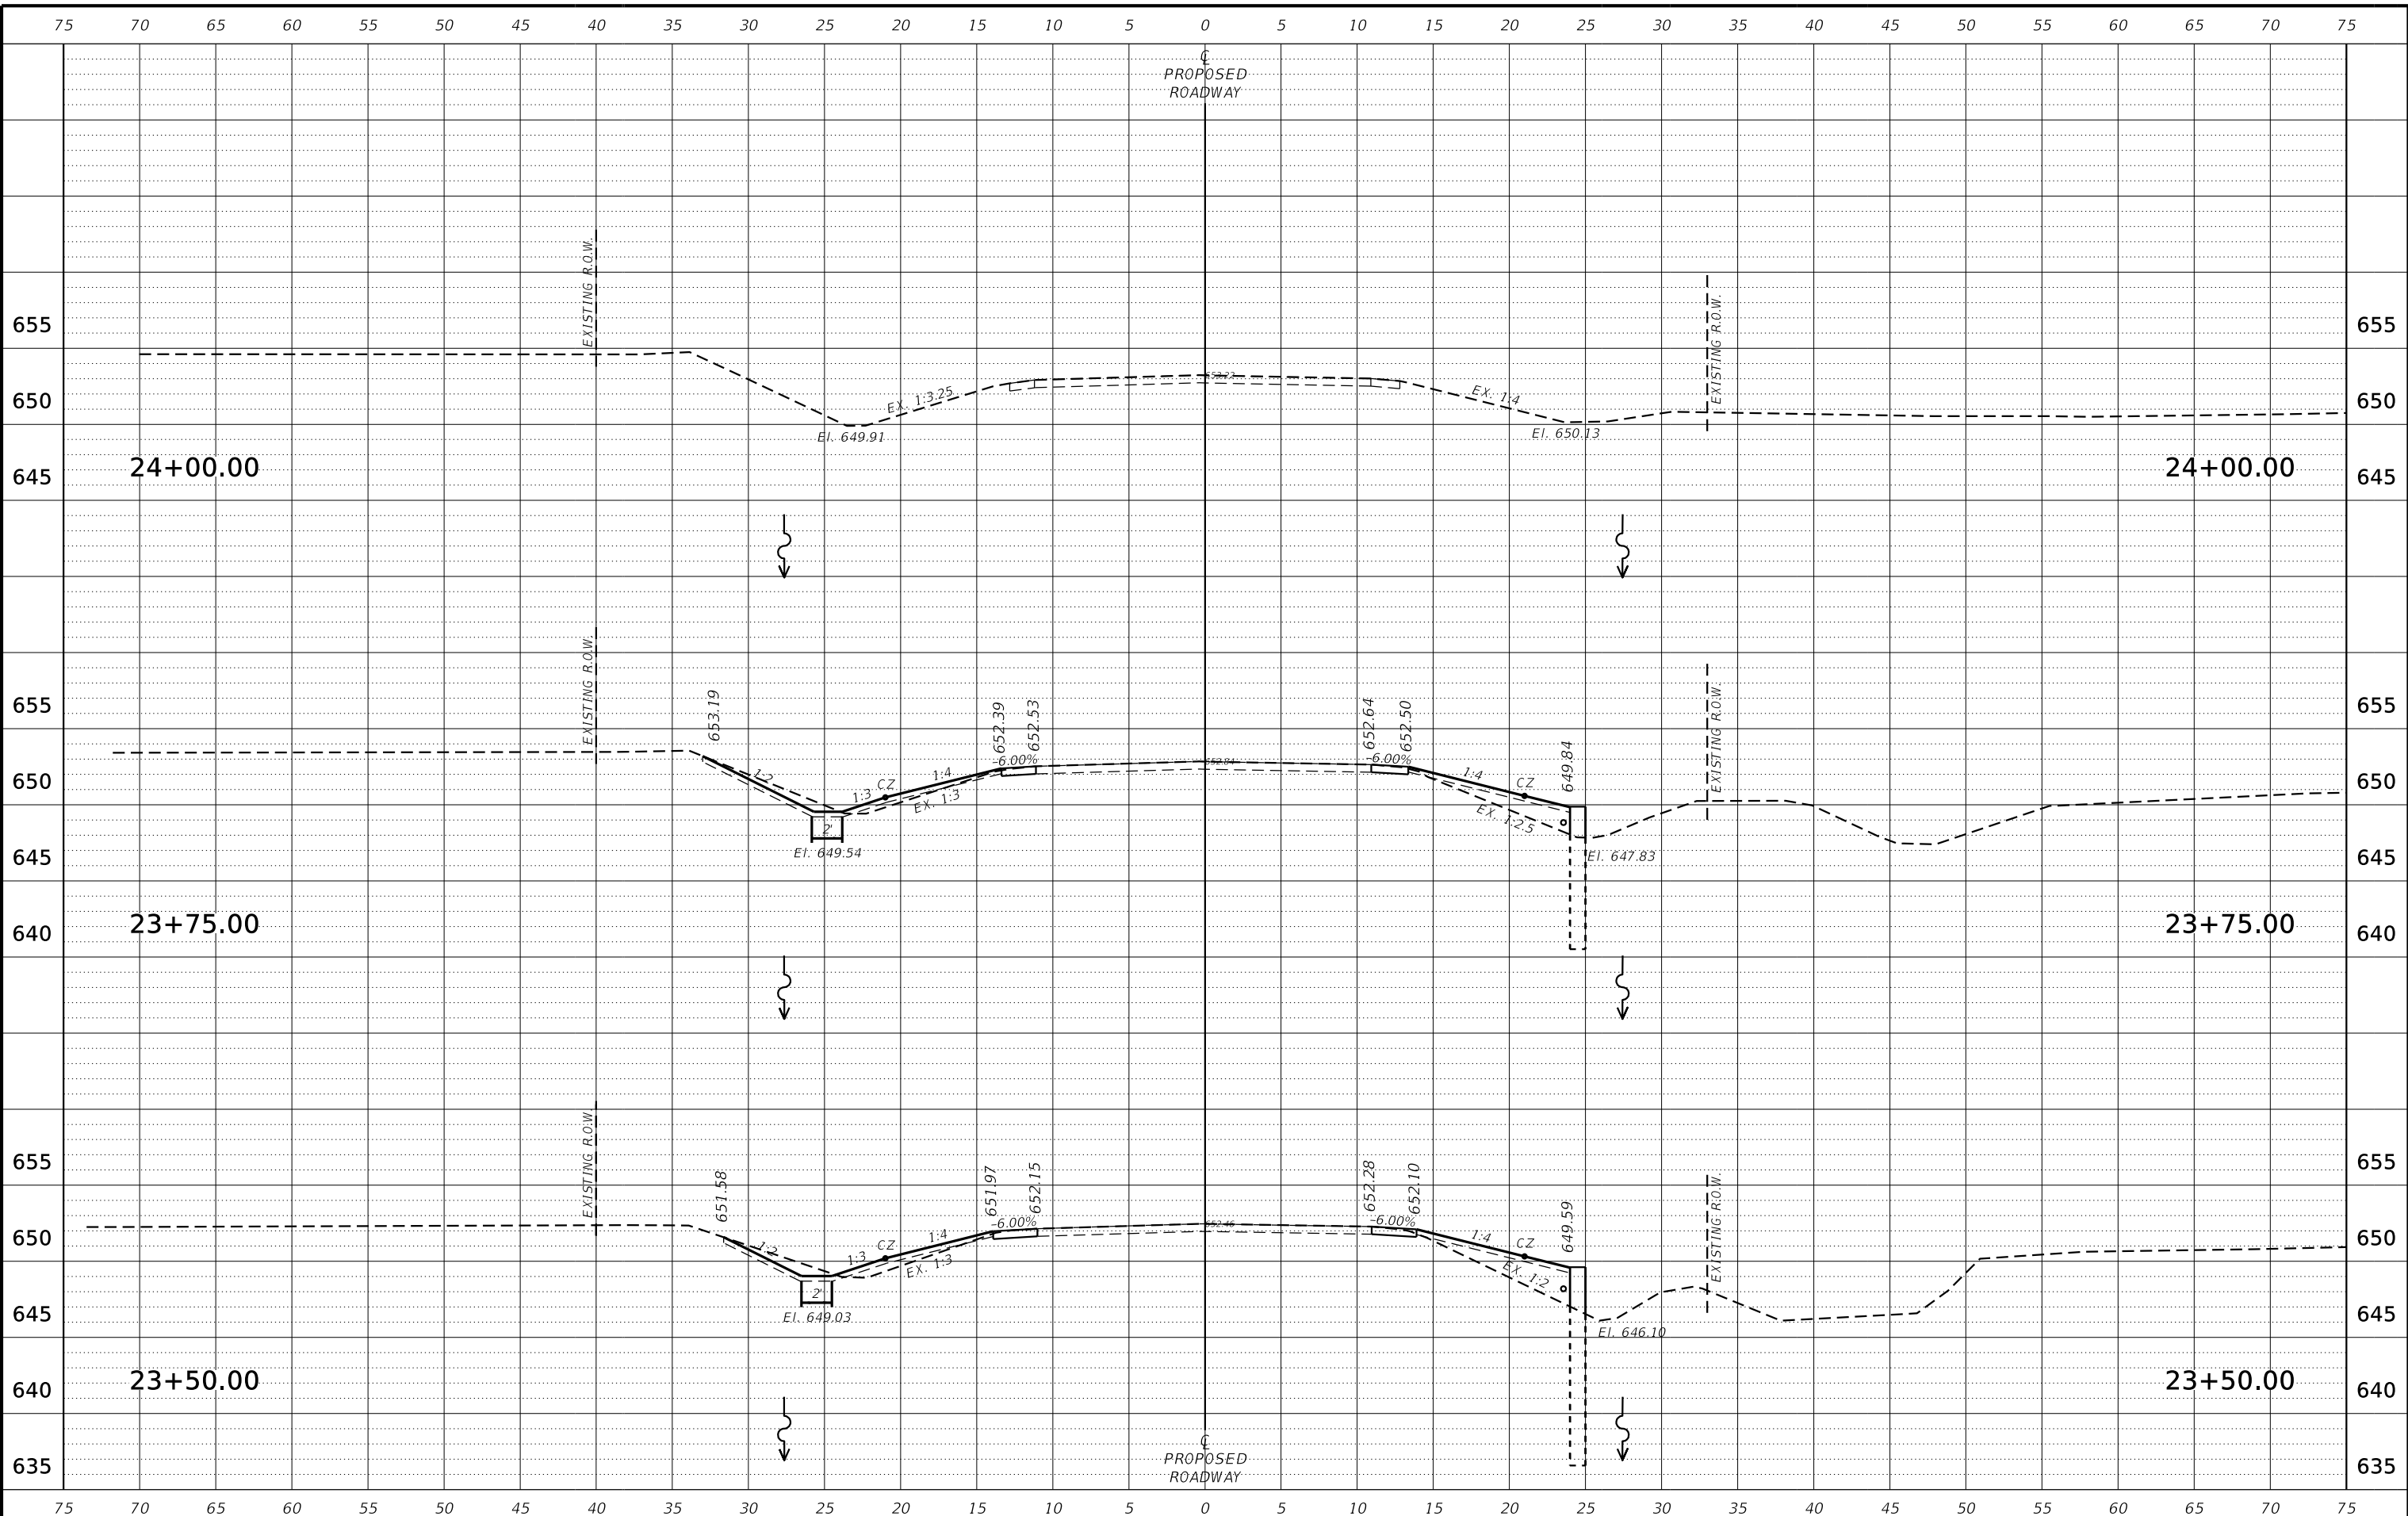 75 70 65 60 55 50 45 40 35 30 25 20 15 10 5 0 5 10 15 20 25 30 35 40 45 50 55 60 65 70 75
℄
PROPOSED
ROADWAY
EXISTING R.O.W.
EXISTING R.O.W.
655 655
652.22
EX. 1:3.25
EX. 1:4
650 650
El. 649.91
El. 650.13
24+00.00 24+00.00
645 645
EXISTING R.O.W.
EXISTING R.O.W.
653.19
652.39
652.53
652.64
652.50
649.84
655 655
-6.00%
-6.00%
652.84
1:2
1:3
CZ
1:4
EX. 1:3
1:4
CZ
EX. 1:2.5
650 650
2'
El. 649.54
El. 647.83
645 645
23+75.00 23+75.00
640 640
EXISTING R.O.W.
EXISTING R.O.W.
651.58
651.97
652.15
652.28
652.10
649.59
655 655
-6.00%
-6.00%
652.46
1:2
1:3
CZ
1:4
EX. 1:3
1:4
CZ
EX. 1:2
650 650
2'
El. 649.03
El. 646.10
645 645
23+50.00 23+50.00
640 640
℄
PROPOSED
ROADWAY
635 635
75 70 65 60 55 50 45 40 35 30 25 20 15 10 5 0 5 10 15 20 25 30 35 40 45 50 55 60 65 70 75